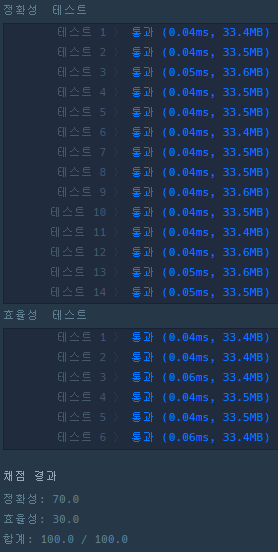 정확성  테스트
테스트 1 〉 통과 (0.04ms, 33.4MB)
테스트 2 〉 통과 (0.04ms, 33.5MB)
테스트 3 〉 통과 (0.05ms, 33.6MB)
테스트 4 〉 통과 (0.04ms, 33.5MB)
테스트 5 〉 통과 (0.04ms, 33.5MB)
테스트 6 〉 통과 (0.04ms, 33.4MB)
테스트 7 〉 통과 (0.04ms, 33.5MB)
테스트 8 〉 통과 (0.04ms, 33.5MB)
테스트 9 〉 통과 (0.04ms, 33.6MB)
테스트 10 〉 통과 (0.04ms, 33.5MB)
테스트 11 〉 통과 (0.04ms, 33.4MB)
테스트 12 〉 통과 (0.04ms, 33.6MB)
테스트 13 〉 통과 (0.05ms, 33.6MB)
테스트 14 〉 통과 (0.05ms, 33.5MB)
효율성  테스트
테스트 1 〉 통과 (0.04ms, 33.4MB)
테스트 2 〉 통과 (0.04ms, 33.4MB)
테스트 3 〉 통과 (0.06ms, 33.4MB)
테스트 4 〉 통과 (0.04ms, 33.5MB)
테스트 5 〉 통과 (0.04ms, 33.4MB)
테스트 6 〉 통과 (0.06ms, 33.4MB)
채점 결과
정확성: 70.0
효율성: 30.0
합계: 100.0 / 100.0